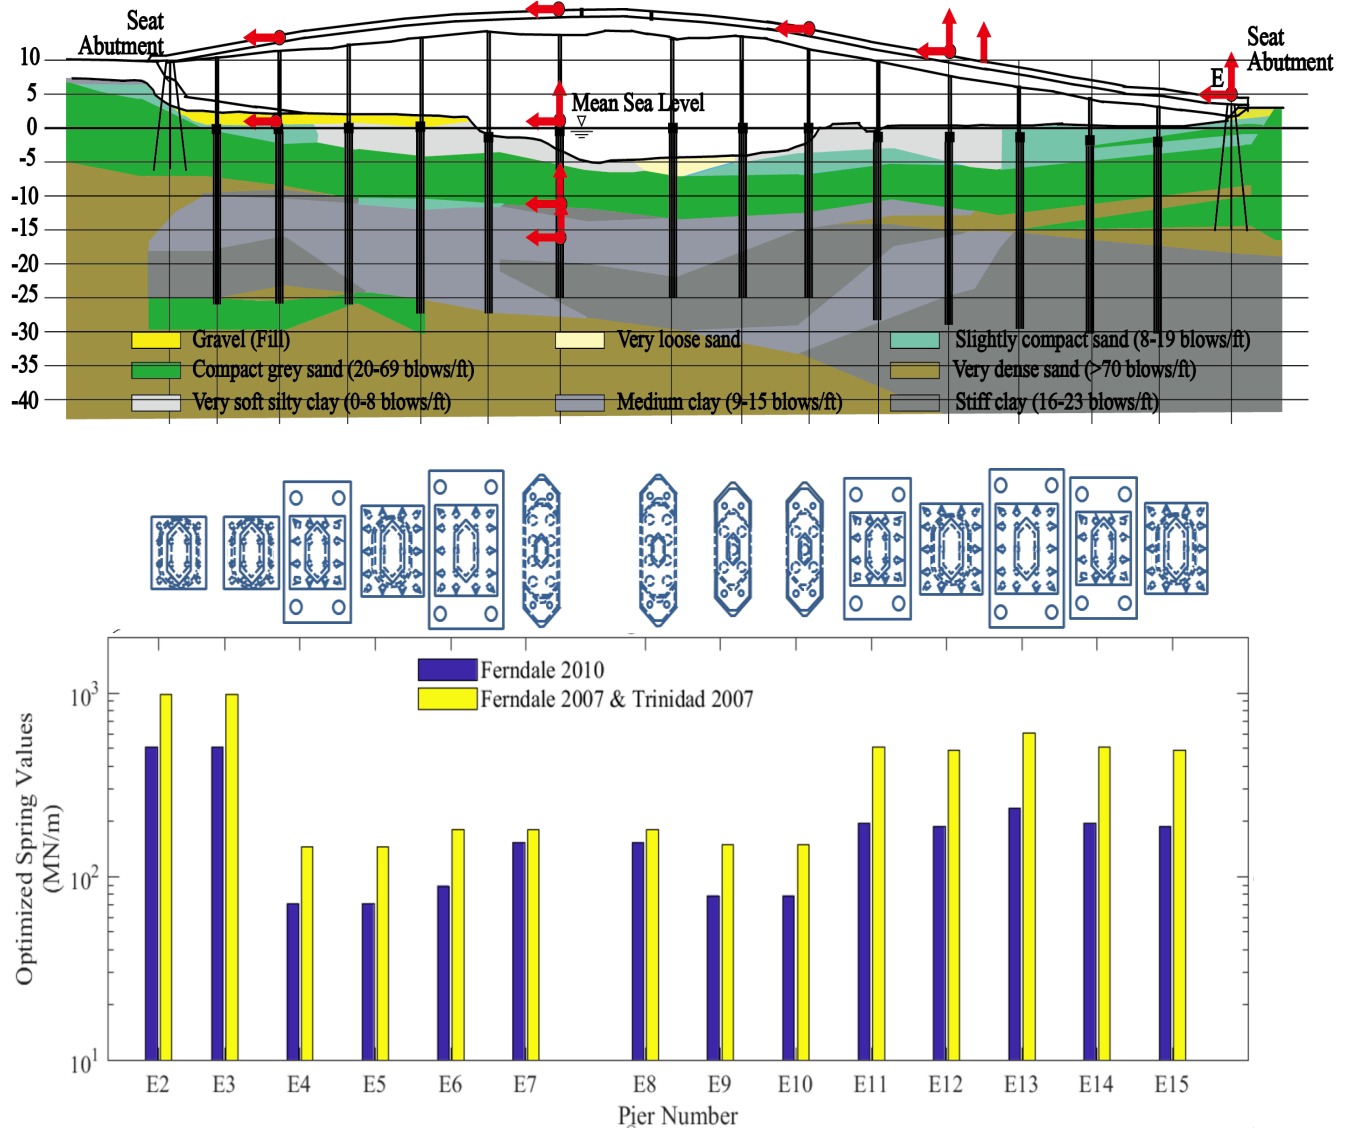 Seat
Abutment
Seat
Abutment
E
Mean Sea Level
10
5
0
-5
-10
-15
-20
-25
-30
-35
-40
Gravel (Fill)
Very loose sand
Slightly compact sand (8-19 blows/ft)
Compact grey sand (20-69 blows/ft)
Very dense sand (>70 blows/ft)
Very soft silty clay (0-8 blows/ft)
Medium clay (9-15 blows/ft)
Stiff clay (16-23 blows/ft)
Ferndale 2010
Ferndale 2007 & Trinidad 2007
Optimized Spring Values
(MN/m)
10³
10²
10¹
E2 E3 E4 E5 E6 E7 E8 E9 E10 E11 E12 E13 E14 E15
Pier Number